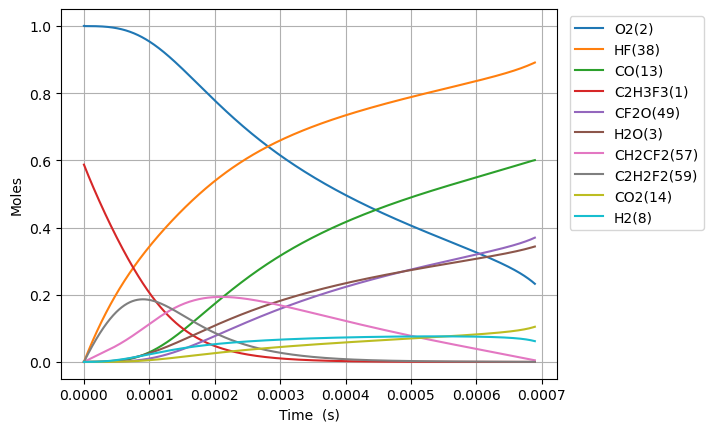 1.0
0.8
0.6
0.4
0.2
0.0
Moles
0.0000 0.0001 0.0002 0.0003 0.0004 0.0005 0.0006 0.0007
Time (s)
O2(2)
HF(38)
CO(13)
C2H3F3(1)
CF2O(49)
H2O(3)
CH2CF2(57)
C2H2F2(59)
CO2(14)
H2(8)